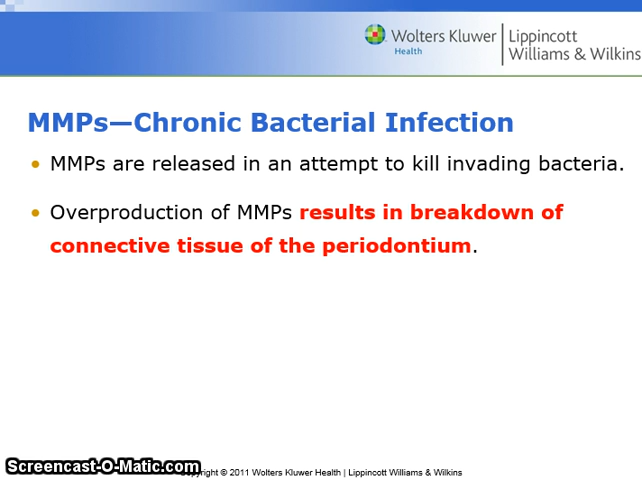 Wolters Kluwer
Health
Lippincott
Williams & Wilkins
MMPs—Chronic Bacterial Infection
• MMPs are released in an attempt to kill invading bacteria.
• Overproduction of MMPs results in breakdown of
connective tissue of the periodontium.
Screencast-O-Matic.com
pyright © 2011 Wolters Kluwer Health | Lippincott Williams & Wilkins